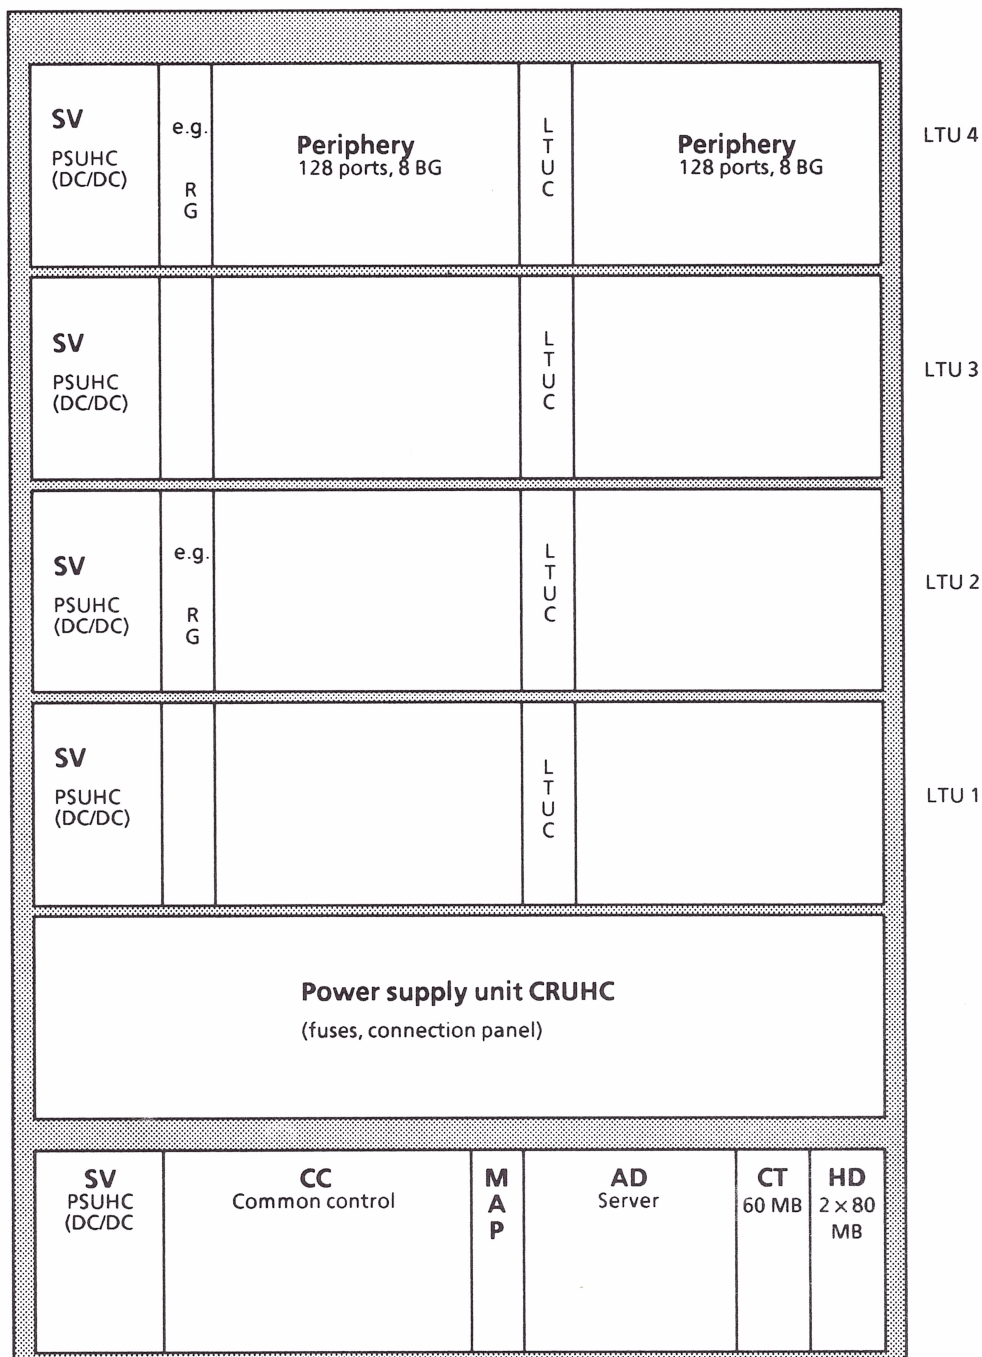 SV
PSUHC
(DC/DC)
e.g.
R
G
Periphery
128 ports, 8 BG
L
T
U
C
Periphery
128 ports, 8 BG
LTU 4
SV
PSUHC
(DC/DC)
L
T
U
C
LTU 3
SV
PSUHC
(DC/DC)
e.g.
R
G
L
T
U
C
LTU 2
SV
PSUHC
(DC/DC)
L
T
U
C
LTU 1
Power supply unit CRUHC
(fuses, connection panel)
SV
PSUHC
(DC/DC
CC
Common control
M
A
P
AD
Server
CT
60 MB
HD
2 × 80
MB